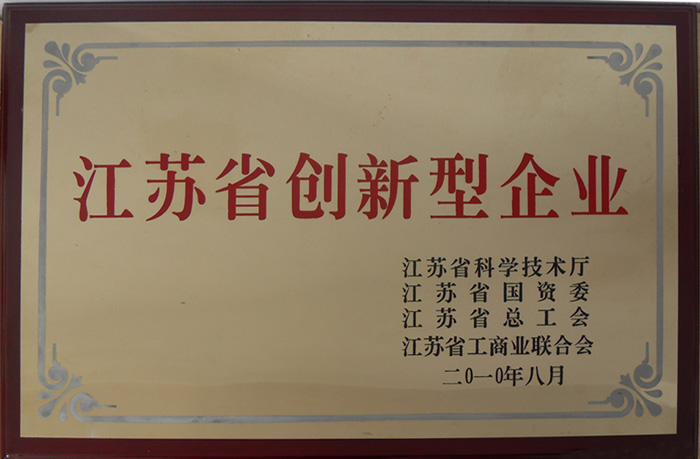 江苏省创新型企业
江苏省科学技术厅
江苏省国资委
江苏省总工会
江苏省工商业联合会
二0一0年八月